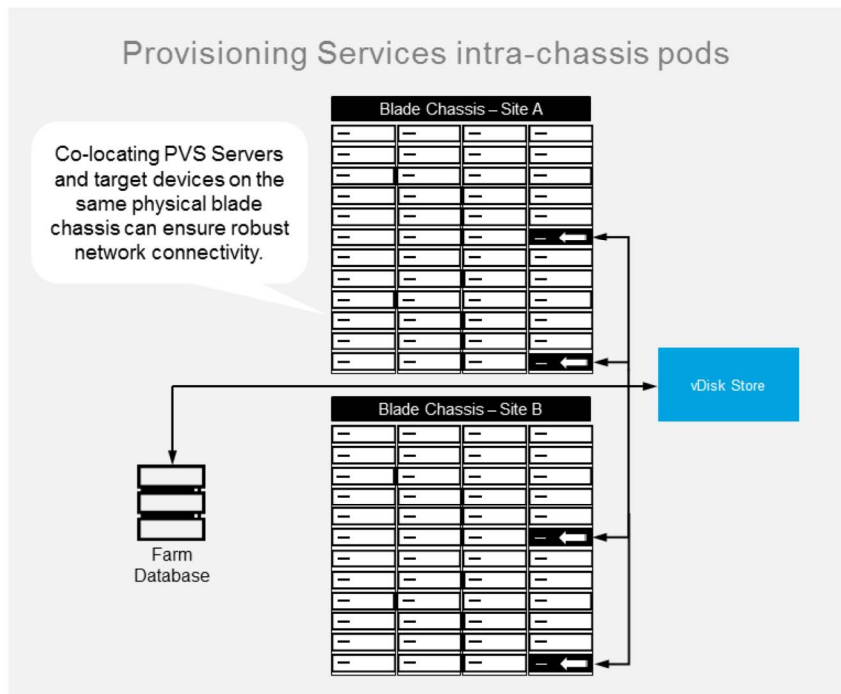 Provisioning Services intra-chassis pods
Blade Chassis – Site A
Co-locating PVS Servers
and target devices on the
same physical blade
chassis can ensure robust
network connectivity.
vDisk Store
Blade Chassis – Site B
Farm
Database